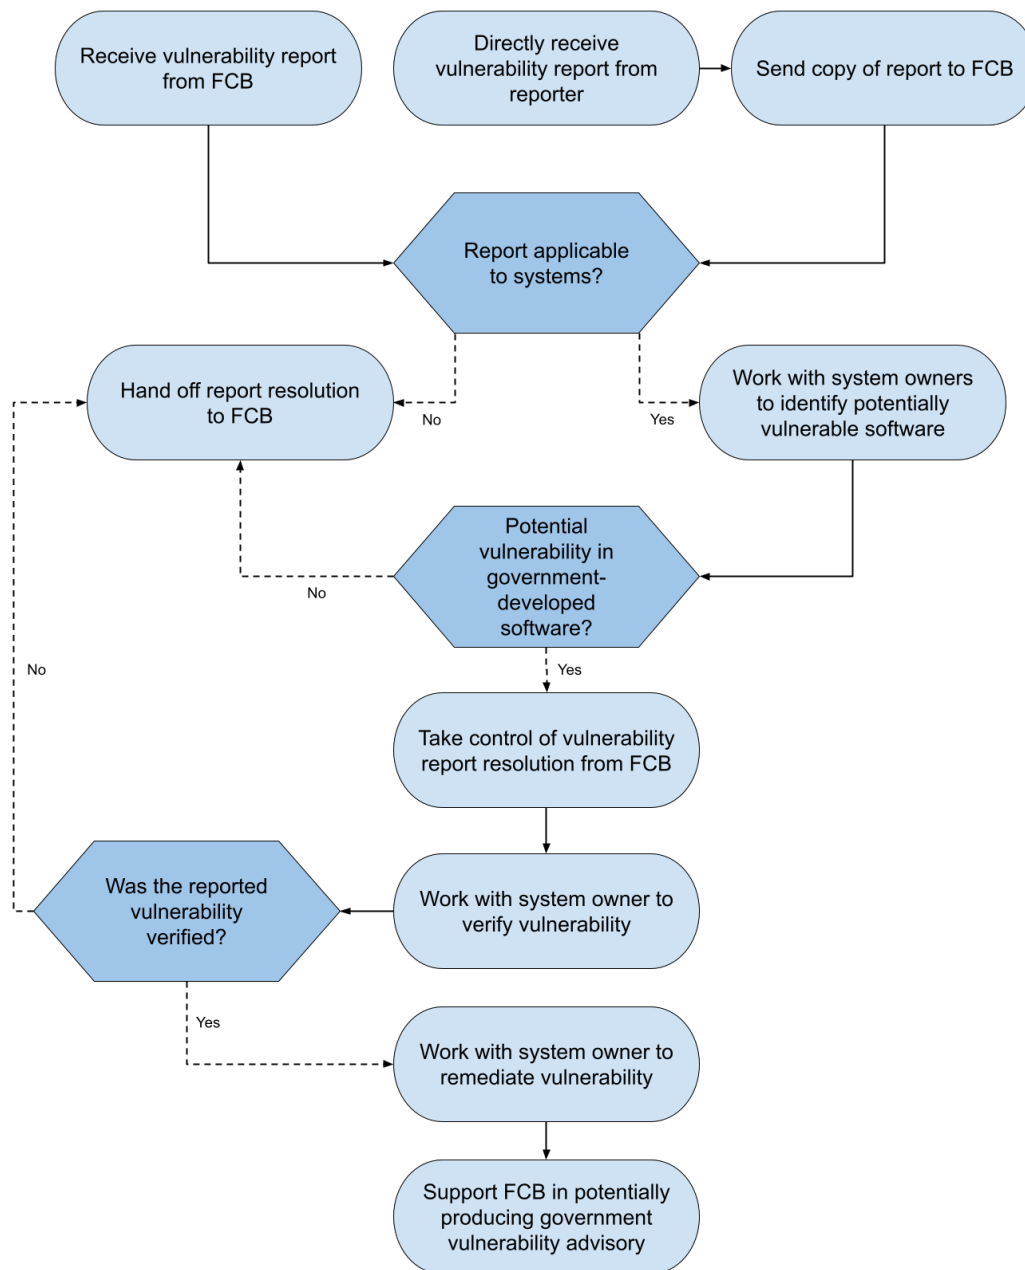 Receive vulnerability report
from FCB
Directly receive
vulnerability report from
reporter
Send copy of report to FCB
Report applicable
to systems?
Hand off report resolution
to FCB
No
Yes
Work with system owners
to identify potentially
vulnerable software
Potential
vulnerability in
government-
developed
software?
No
Yes
No
Take control of vulnerability
report resolution from FCB
Was the reported
vulnerability
verified?
Work with system owner to
verify vulnerability
Yes
Work with system owner to
remediate vulnerability
Support FCB in potentially
producing government
vulnerability advisory